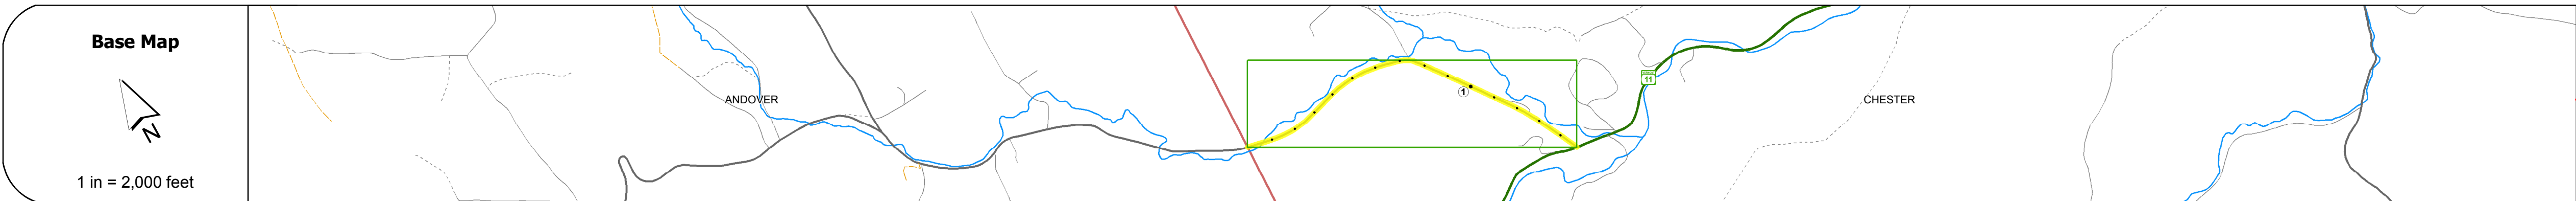 Base Map
N
1 in = 2,000 feet
ANDOVER
1
11
CHESTER